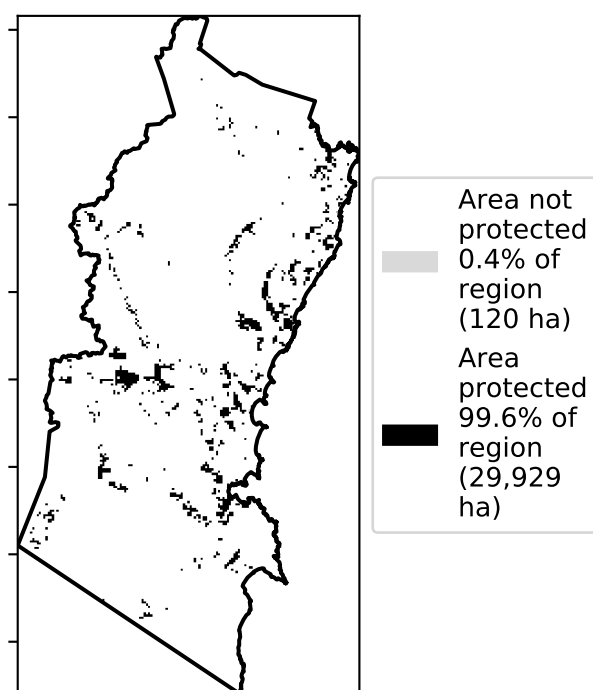 Area not
protected
0.4% of
region
(120 ha)
Area
protected
99.6% of
region
(29,929
ha)